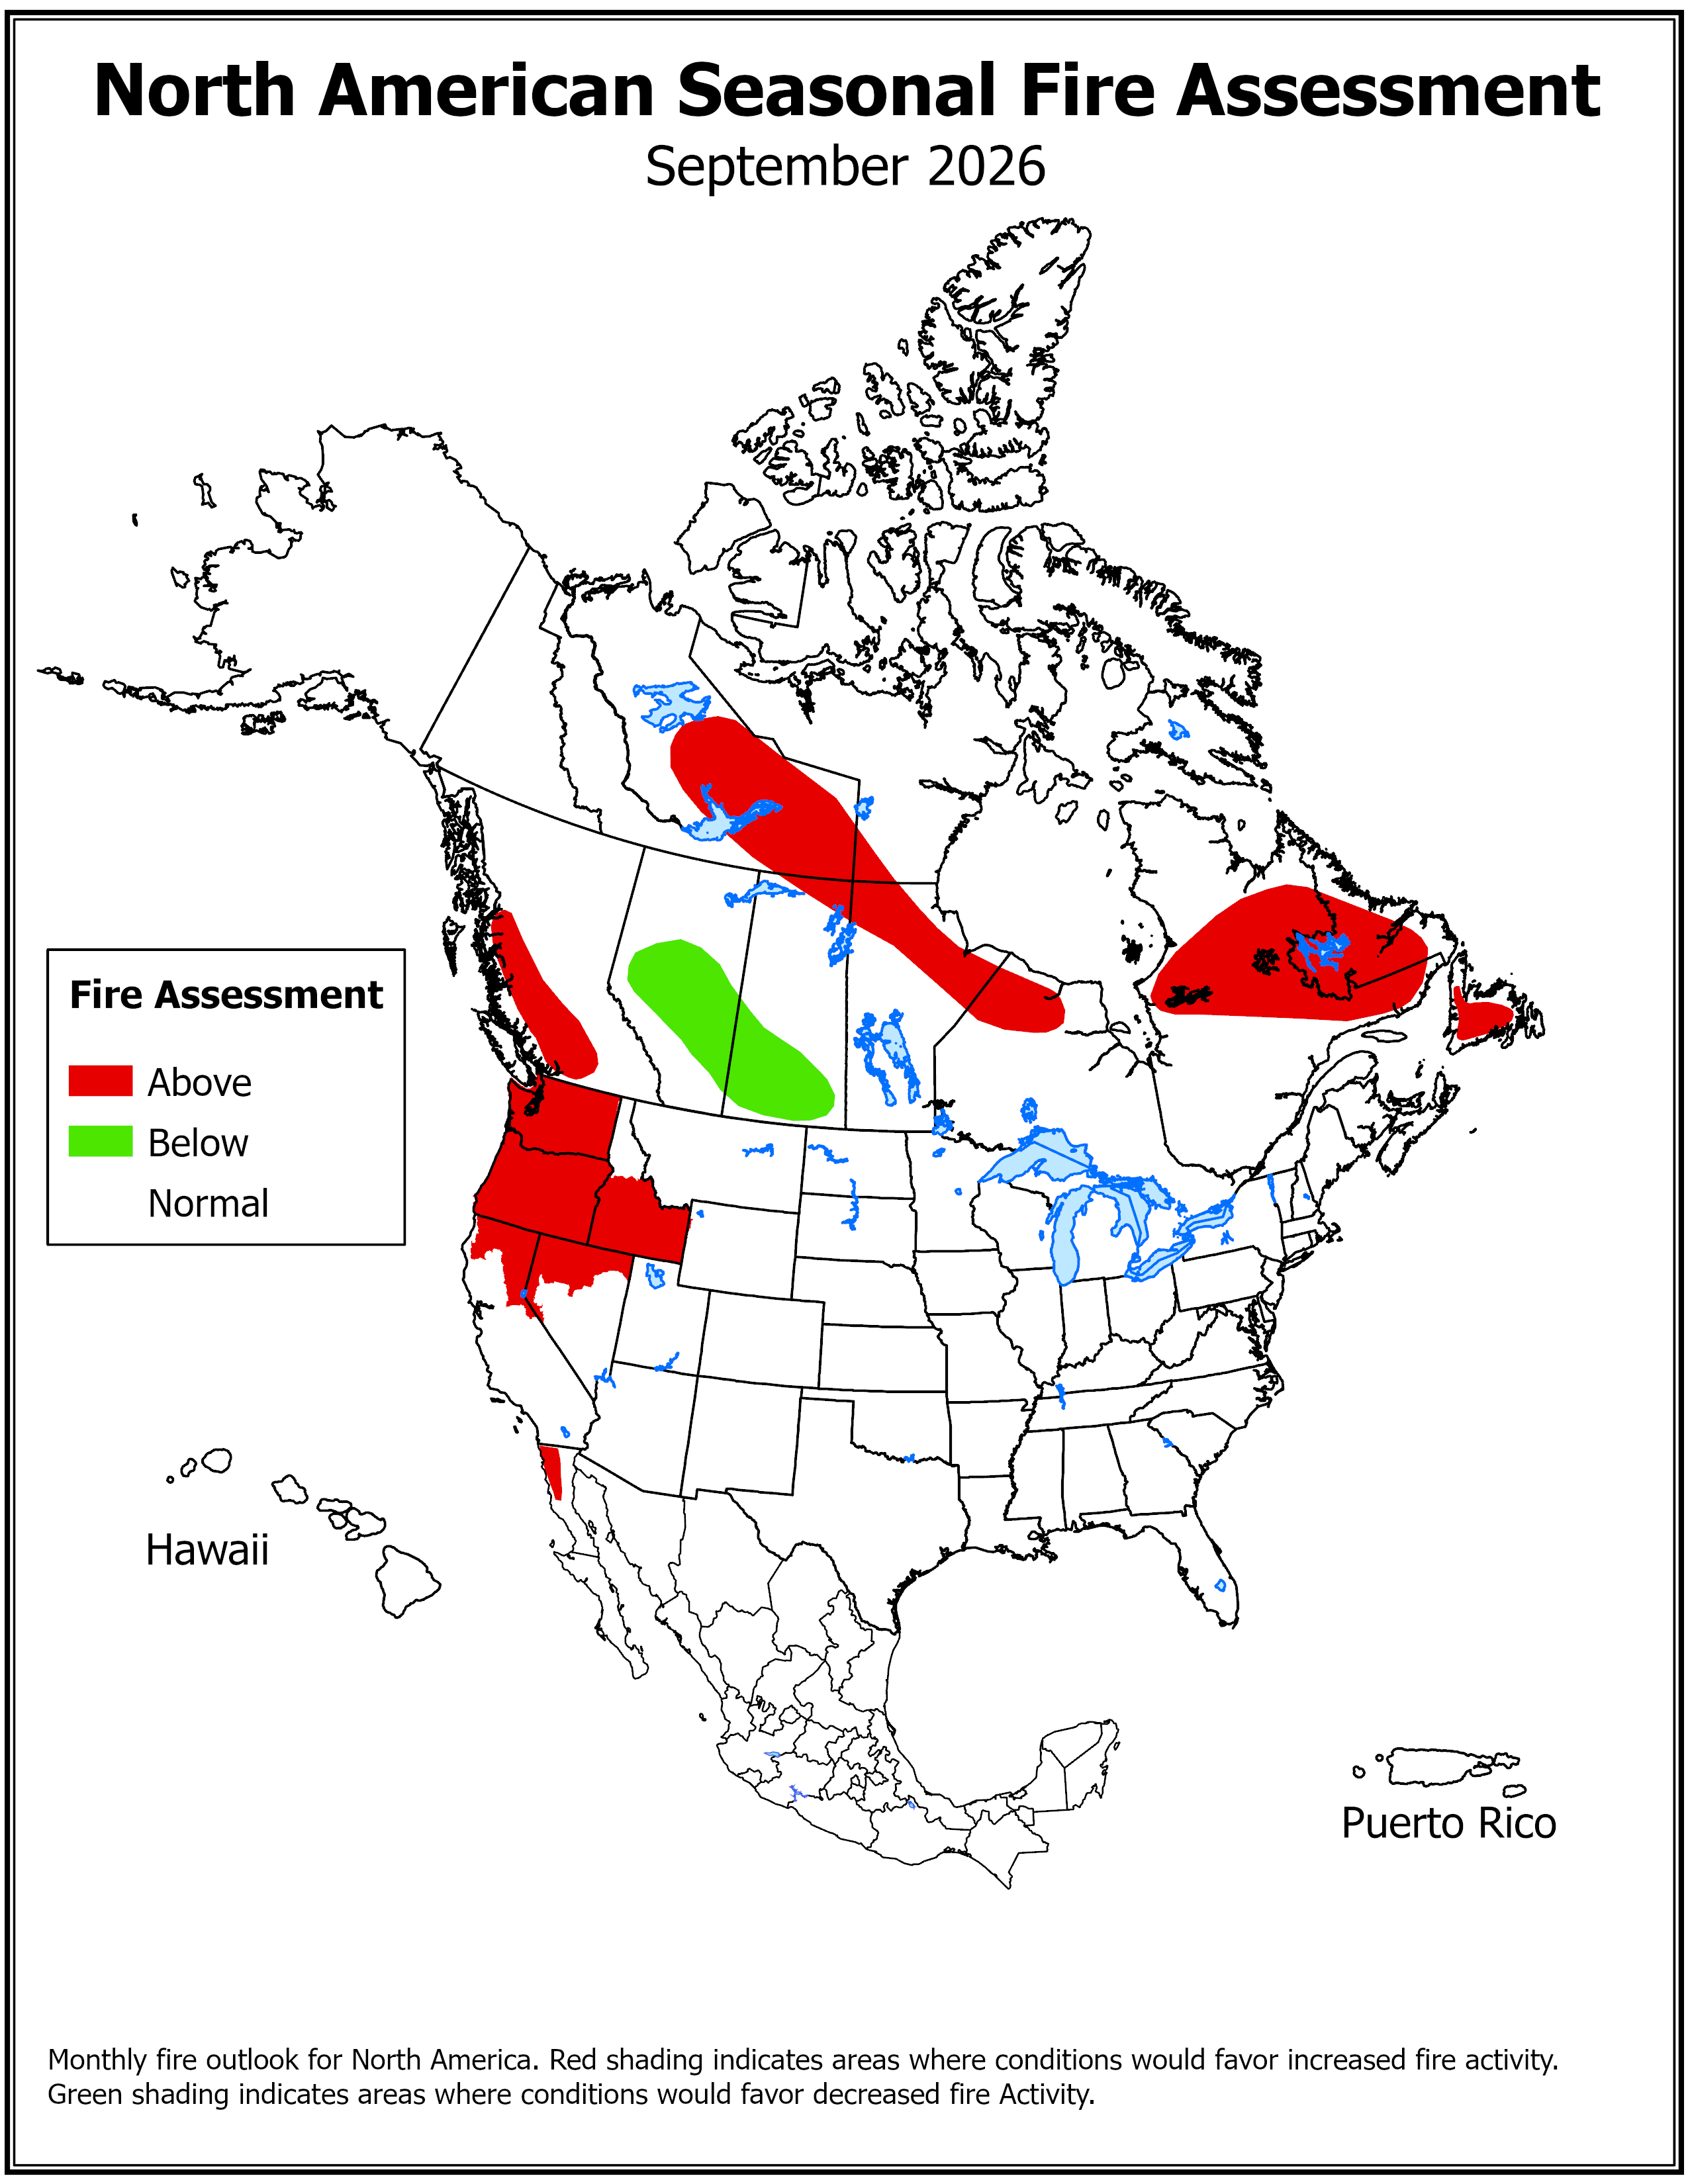 North American Seasonal Fire Assessment
September 2026
Fire Assessment
Above
Below
Normal
Hawaii
Puerto Rico
Monthly fire outlook for North America. Red shading indicates areas where conditions would favor increased fire activity.
Green shading indicates areas where conditions would favor decreased fire Activity.